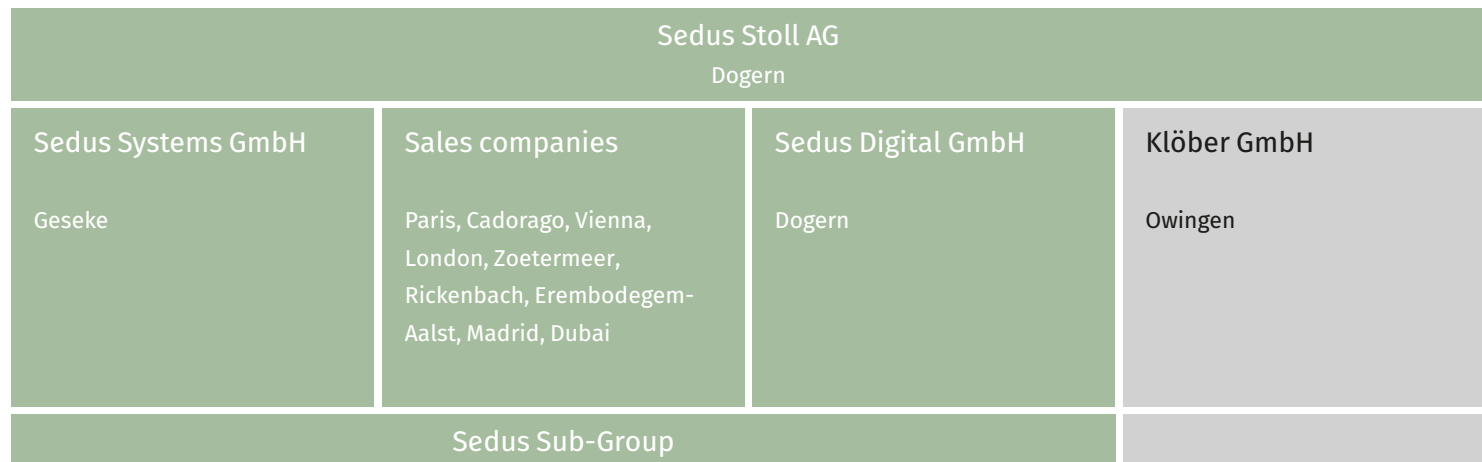 Sedus Stoll AG
Dogern
Sedus Systems GmbH
Geseke
Sales companies
Paris, Cadorago, Vienna,
London, Zoetermeer,
Rickenbach, Erembodegem-
Aalst, Madrid, Dubai
Sedus Digital GmbH
Dogern
Klöber GmbH
Owingen
Sedus Sub-Group